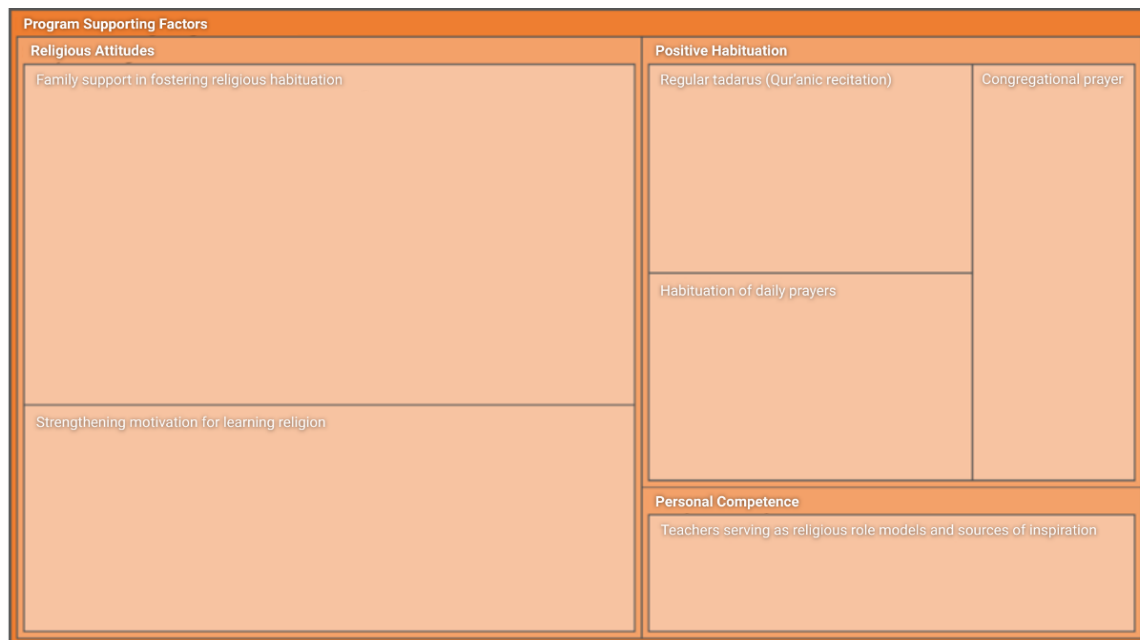 Program Supporting Factors
Religious Attitudes
Family support in fostering religious habituation
Strengthening motivation for learning religion
Positive Habituation
Regular tadarus (Qur'anic recitation)
Congregational prayer
Habituation of daily prayers
Personal Competence
Teachers serving as religious role models and sources of inspiration